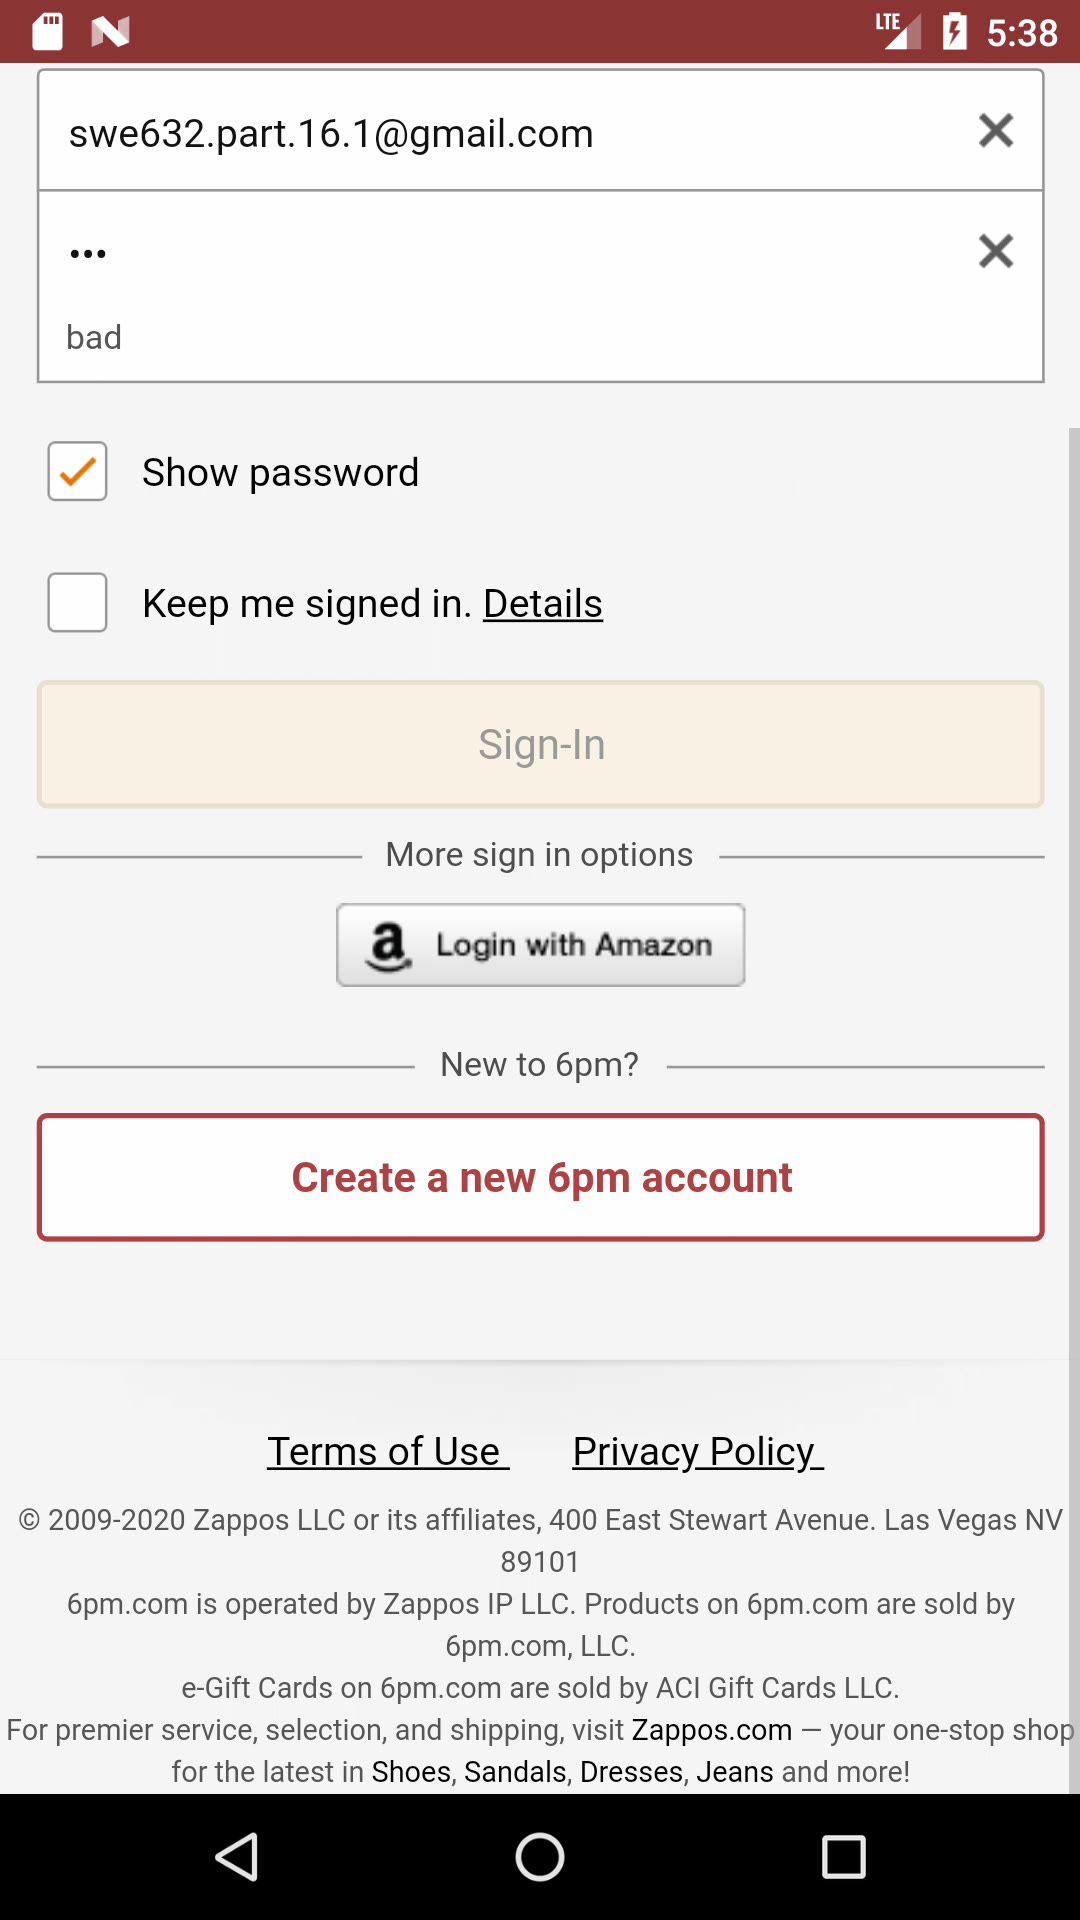 LTE 5:38
swe632.part.16.1@gmail.com
•••
bad
Show password
Keep me signed in. Details
Sign-In
More sign in options
a Login with Amazon
New to 6pm?
Create a new 6pm account
Terms of Use Privacy Policy
© 2009-2020 Zappos LLC or its affiliates, 400 East Stewart Avenue. Las Vegas NV
89101
6pm.com is operated by Zappos IP LLC. Products on 6pm.com are sold by
6pm.com, LLC.
e-Gift Cards on 6pm.com are sold by ACI Gift Cards LLC.
For premier service, selection, and shipping, visit Zappos.com — your one-stop shop
for the latest in Shoes, Sandals, Dresses, Jeans and more!